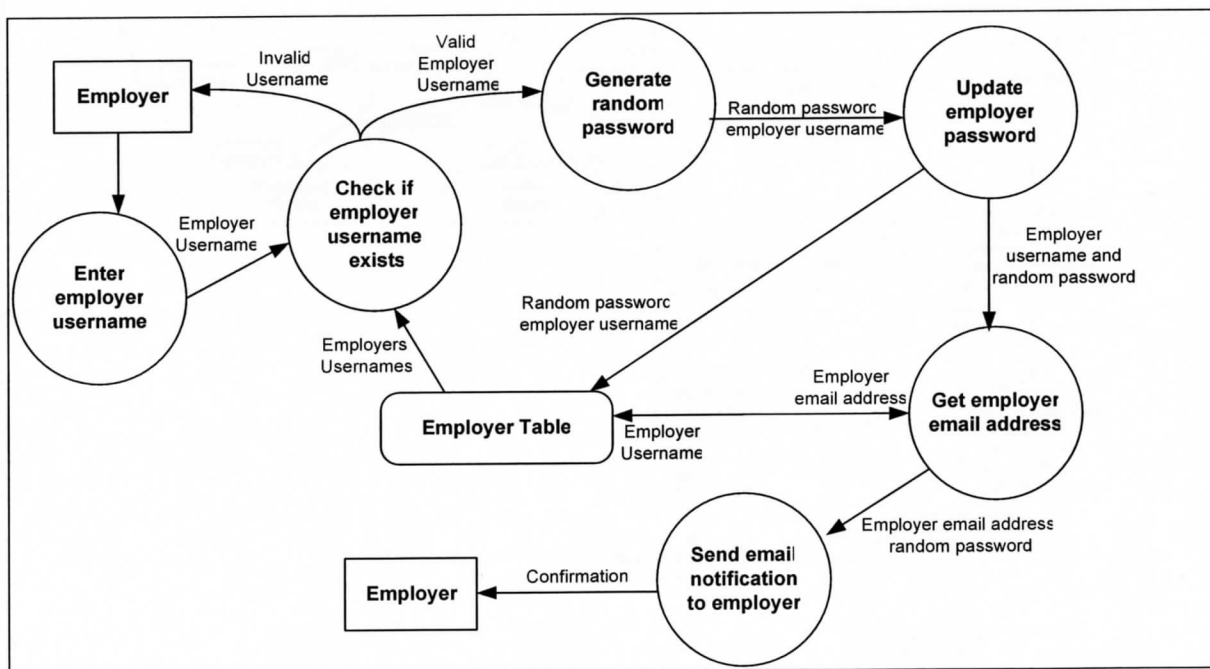 Invalid
Username
Valid
Employer
Username
Employer
Generate
random
password
Random password
employer username
Update
employer
password
Check if
employer
username
exists
Employer
Username
Enter
employer
username
Employer
username and
random password
Random password
employer username
Employers
Usernames
Employer
email address
Get employer
email address
Employer Table
Employer
Username
Employer email address
random password
Send email
notification
to employer
Confirmation
Employer